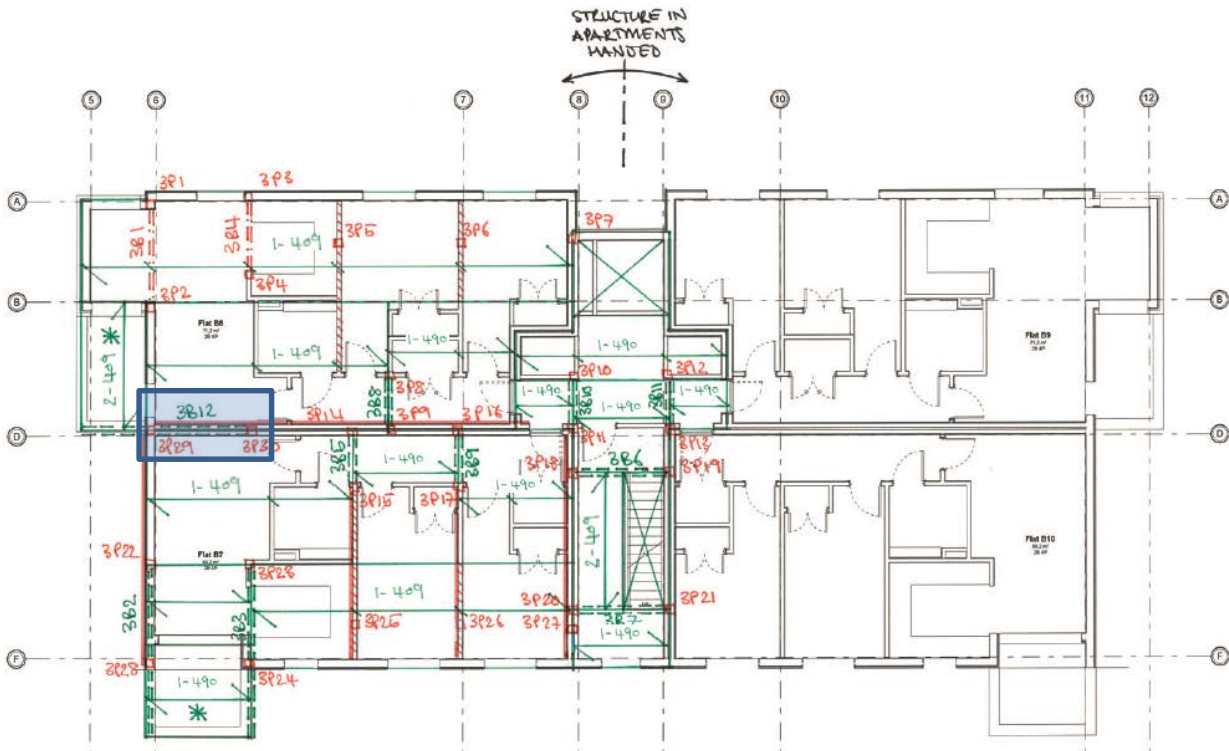 STRUCTURE IN
APARTMENTS
HANDED
5
6
7
8
9
10
11
12
3P1
3P3
A
A
3P7
3B1
3B4
3P5
3P6
1-409
3P4
3P2
B
B
Flat B8
Flat B9
2-409
1-409
1-490
1-490
3P8
3P10
3P12
3B8
1-490
3B10
1-490
3B11
1-490
3B12
3P14
3P9
3P16
D
D
3P29
3P30
3P11
3P13
3B5
1-490
3B9
3P18
3B6
3P19
1-409
3P15
3P17
1-490
3P22
3P28
Flat B7
Flat B10
2-409
1-409
3B2
3B3
3P20
3P21
3P25
3P26
3P27
3B7
1-490
F
F
3P23
3P24
1-490